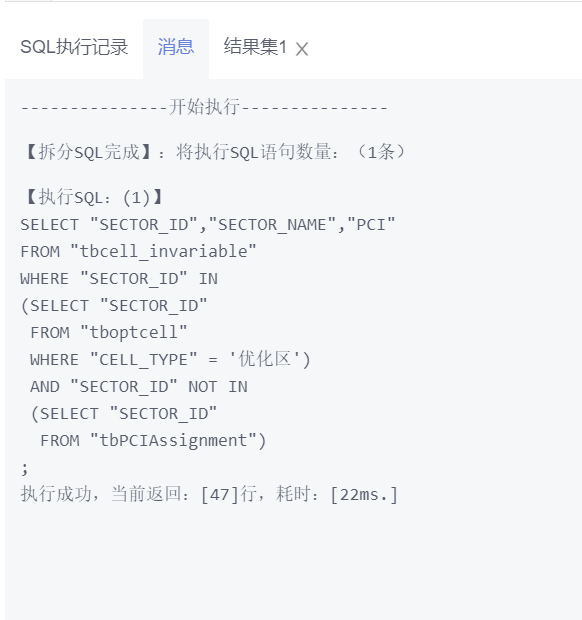 SQL执行记录 消息 结果集1 ×
---------------开始执行---------------
【拆分SQL完成】：将执行SQL语句数量：（1条）
【执行SQL：(1)】
SELECT "SECTOR_ID","SECTOR_NAME","PCI"
FROM "tbcell_invariable"
WHERE "SECTOR_ID" IN
(SELECT "SECTOR_ID"
 FROM "tboptcell"
 WHERE "CELL_TYPE" = '优化区')
 AND "SECTOR_ID" NOT IN
 (SELECT "SECTOR_ID"
  FROM "tbPCIAssignment")
;
执行成功，当前返回：[47]行，耗时：[22ms.]